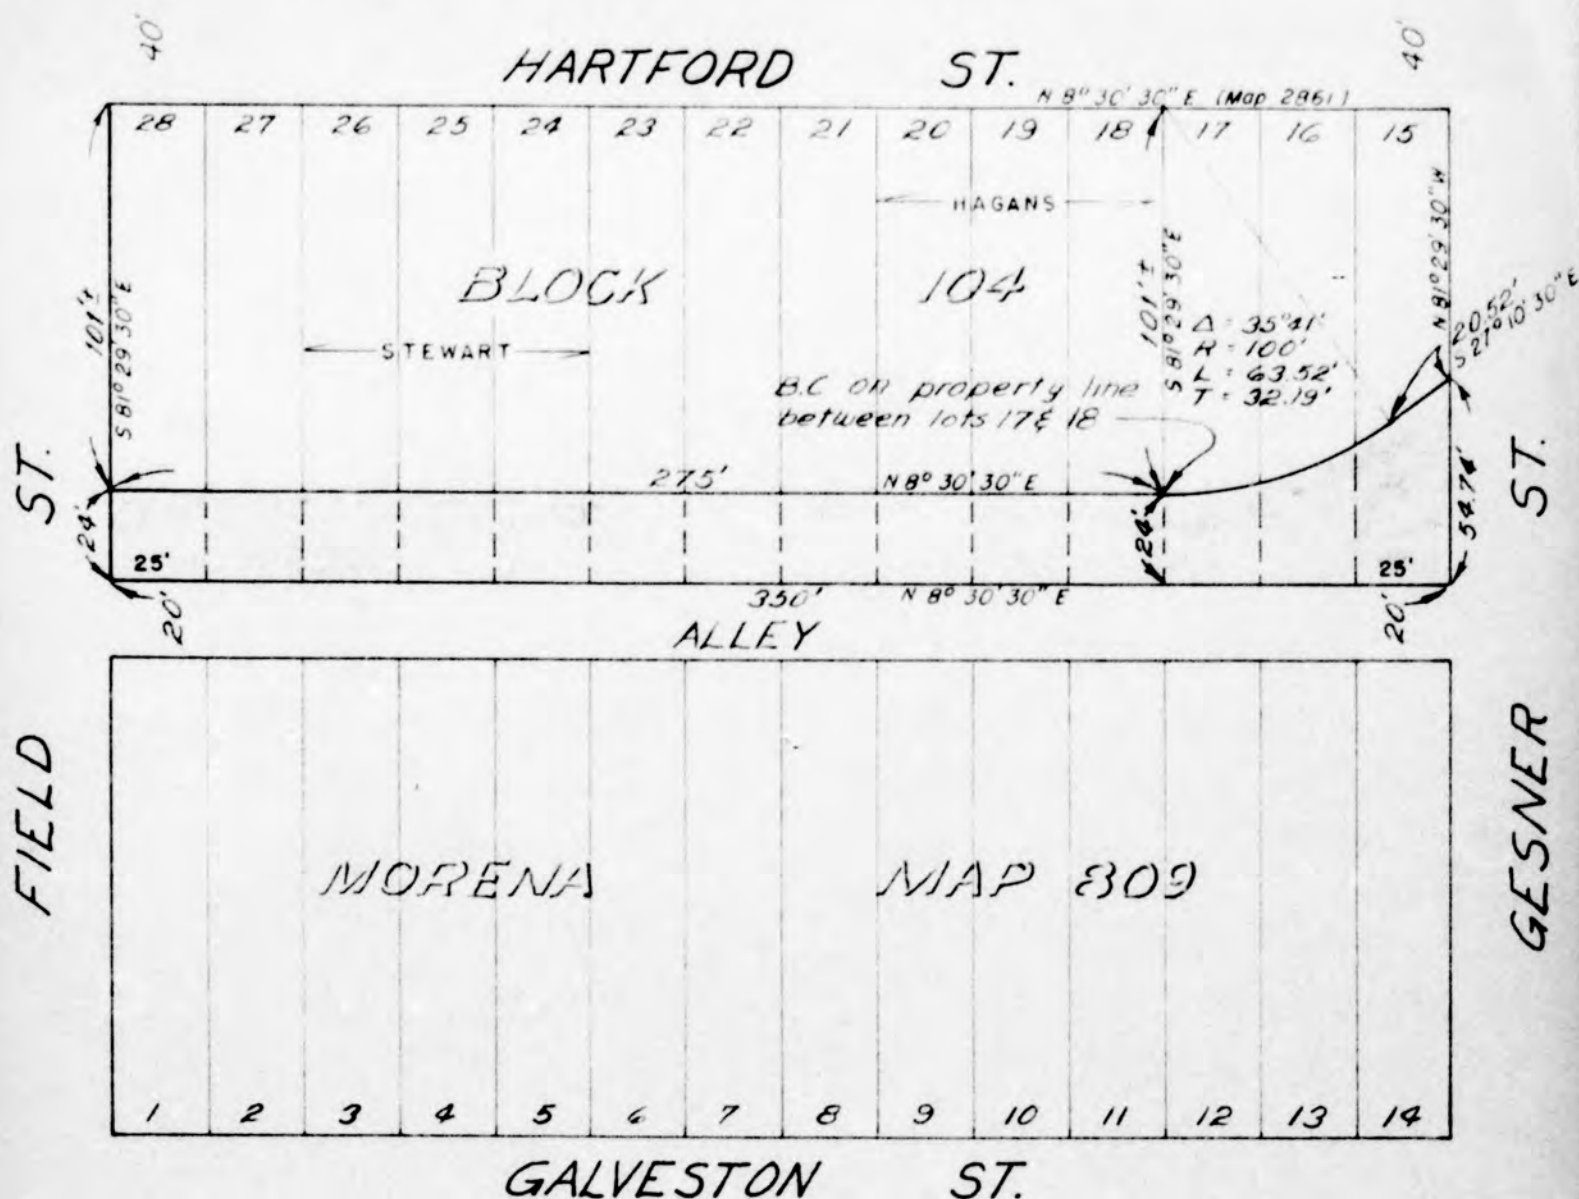 40'
40'
HARTFORD ST.
N 8° 30' 30" E (Map 2861)
28 27 26 25 24 23 22 21 20 19 18 17 16 15
HAGANS
BLOCK 104
STEWART
101'±
S 81° 29' 30" E
101'±
S 81° 29' 30" E
N 81° 29' 30" W
Δ = 35° 41'
R = 100'
L = 63.52'
T = 32.19'
20.52'
S 27° 10' 30" E
B.C on property line
between lots 17 & 18
275' N 8° 30' 30" E
24'
24'
54.74'
25'
25'
20'
350' N 8° 30' 30" E
20'
ALLEY
FIELD ST.
GESNER ST.
MORENA MAP 809
1 2 3 4 5 6 7 8 9 10 11 12 13 14
GALVESTON ST.